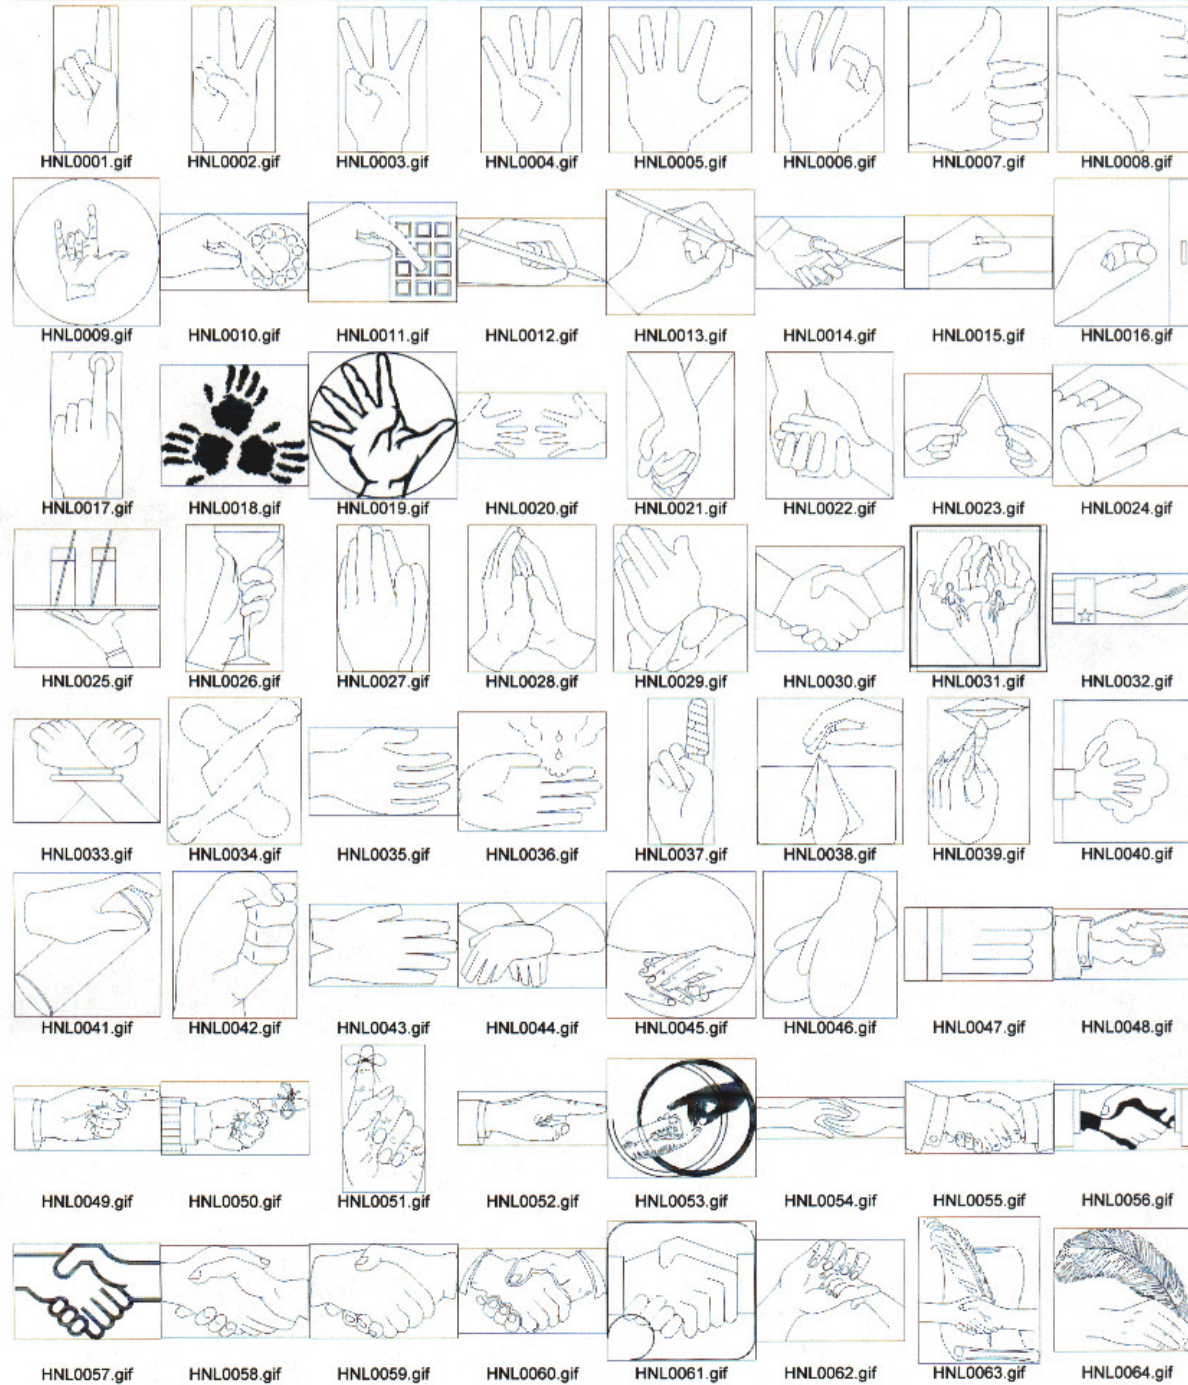 HNL0001.gif HNL0002.gif HNL0003.gif HNL0004.gif HNL0005.gif HNL0006.gif HNL0007.gif HNL0008.gif
HNL0009.gif HNL0010.gif HNL0011.gif HNL0012.gif HNL0013.gif HNL0014.gif HNL0015.gif HNL0016.gif
HNL0017.gif HNL0018.gif HNL0019.gif HNL0020.gif HNL0021.gif HNL0022.gif HNL0023.gif HNL0024.gif
HNL0025.gif HNL0026.gif HNL0027.gif HNL0028.gif HNL0029.gif HNL0030.gif HNL0031.gif HNL0032.gif
HNL0033.gif HNL0034.gif HNL0035.gif HNL0036.gif HNL0037.gif HNL0038.gif HNL0039.gif HNL0040.gif
HNL0041.gif HNL0042.gif HNL0043.gif HNL0044.gif HNL0045.gif HNL0046.gif HNL0047.gif HNL0048.gif
HNL0049.gif HNL0050.gif HNL0051.gif HNL0052.gif HNL0053.gif HNL0054.gif HNL0055.gif HNL0056.gif
HNL0057.gif HNL0058.gif HNL0059.gif HNL0060.gif HNL0061.gif HNL0062.gif HNL0063.gif HNL0064.gif